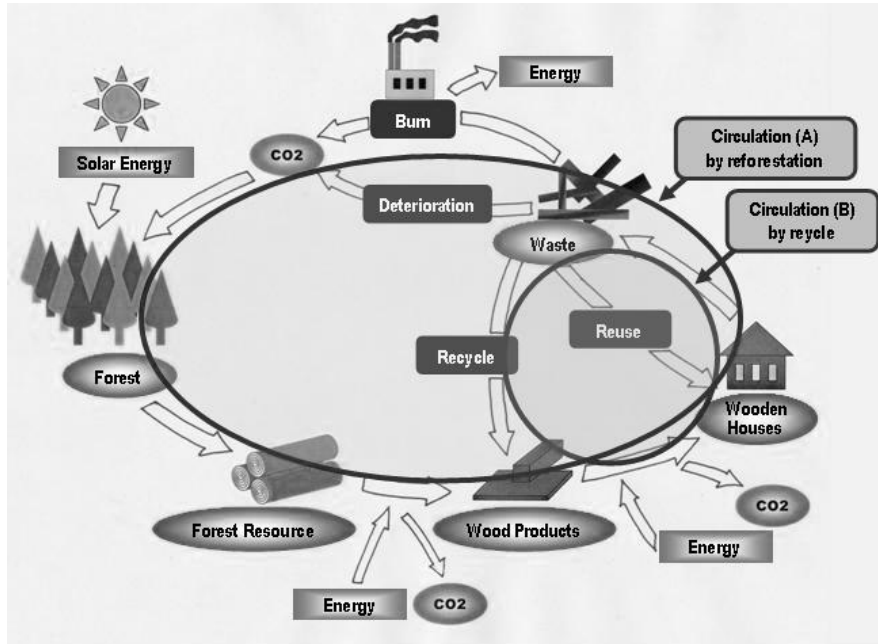 Energy
Burn
Solar Energy
CO2
Circulation (A)
by reforestation
Deterioration
Circulation (B)
by reycle
Waste
Reuse
Recycle
Forest
Wooden
Houses
Forest Resource
Wood Products
CO2
Energy
Energy
CO2